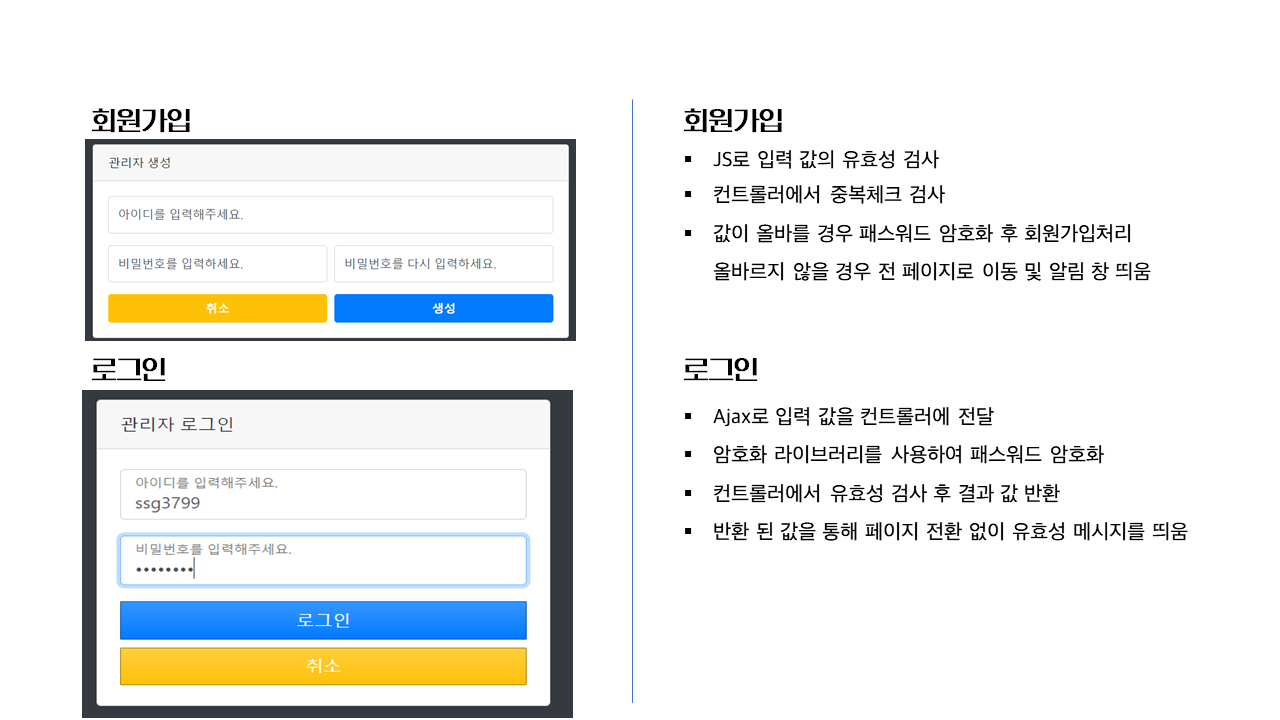 회원가입
관리자 생성
아이디를 입력해주세요.
비밀번호를 입력하세요.
비밀번호를 다시 입력하세요.
취소
생성
로그인
관리자 로그인
아이디를 입력해주세요.
ssg3799
비밀번호를 입력해주세요.
••••••••
로그인
취소
회원가입
▪ JS로 입력 값의 유효성 검사
▪ 컨트롤러에서 중복체크 검사
▪ 값이 올바를 경우 패스워드 암호화 후 회원가입처리
올바르지 않을 경우 전 페이지로 이동 및 알림 창 띄움
로그인
▪ Ajax로 입력 값을 컨트롤러에 전달
▪ 암호화 라이브러리를 사용하여 패스워드 암호화
▪ 컨트롤러에서 유효성 검사 후 결과 값 반환
▪ 반환 된 값을 통해 페이지 전환 없이 유효성 메시지를 띄움